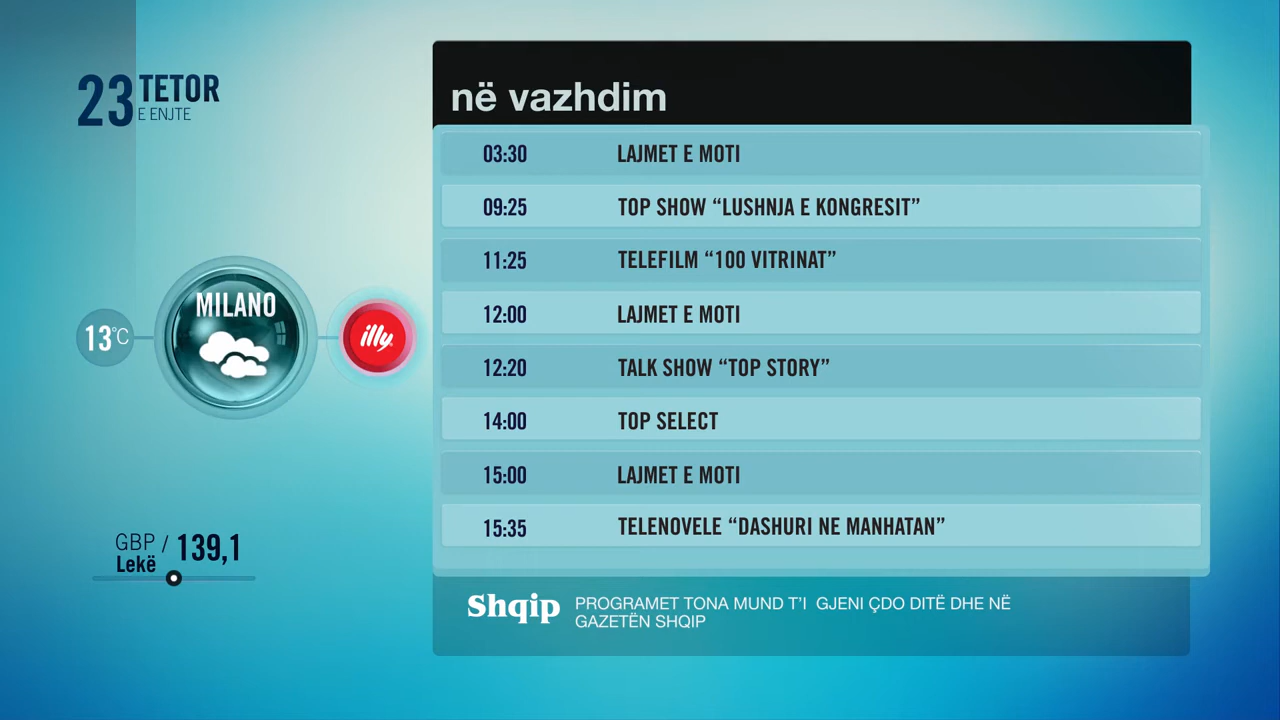 23 TETOR
E ENJTE
në vazhdim
03:30 LAJMET E MOTI
09:25 TOP SHOW “LUSHNJA E KONGRESIT”
11:25 TELEFILM “100 VITRINAT”
12:00 LAJMET E MOTI
12:20 TALK SHOW “TOP STORY”
14:00 TOP SELECT
15:00 LAJMET E MOTI
15:35 TELENOVELE “DASHURI NE MANHATAN”
MILANO
13°C
illy
GBP / 139,1
Lekë
Shqip PROGRAMET TONA MUND T’I GJENI ÇDO DITË DHE NË
GAZETËN SHQIP